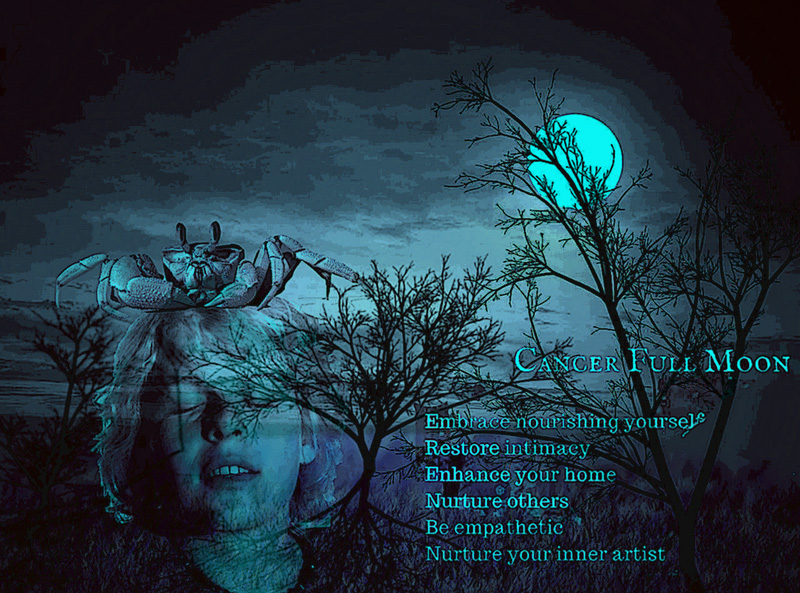 Cancer Full Moon
Embrace nourishing yourself
Restore intimacy
Enhance your home
Nurture others
Be empathetic
Nurture your inner artist